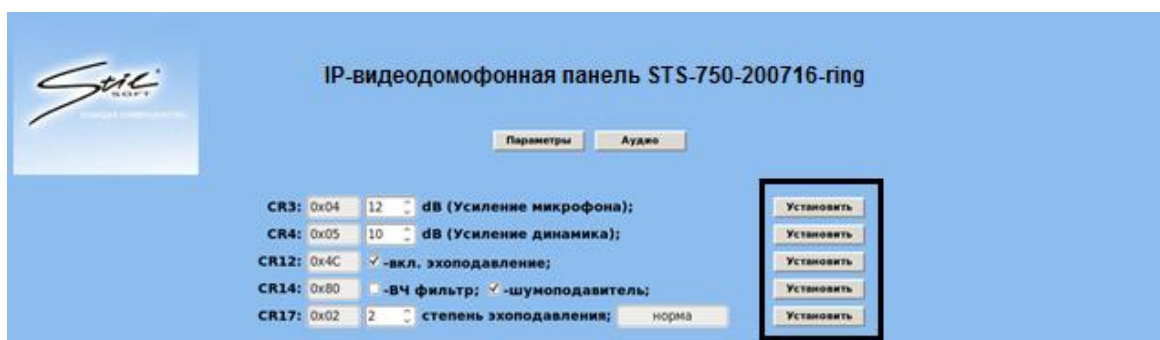 Stil
SOFT
IP-видеодомофонная панель STS-750-200716-ring
Параметры Аудио
CR3: 0x04 12 dB (Усиление микрофона); Установить
CR4: 0x05 10 dB (Усиление динамика); Установить
CR12: 0x4C -вкл. эхоподавление; Установить
CR14: 0x80 -ВЧ фильтр; -шумоподавитель; Установить
CR17: 0x02 2 степень эхоподавления; норма Установить